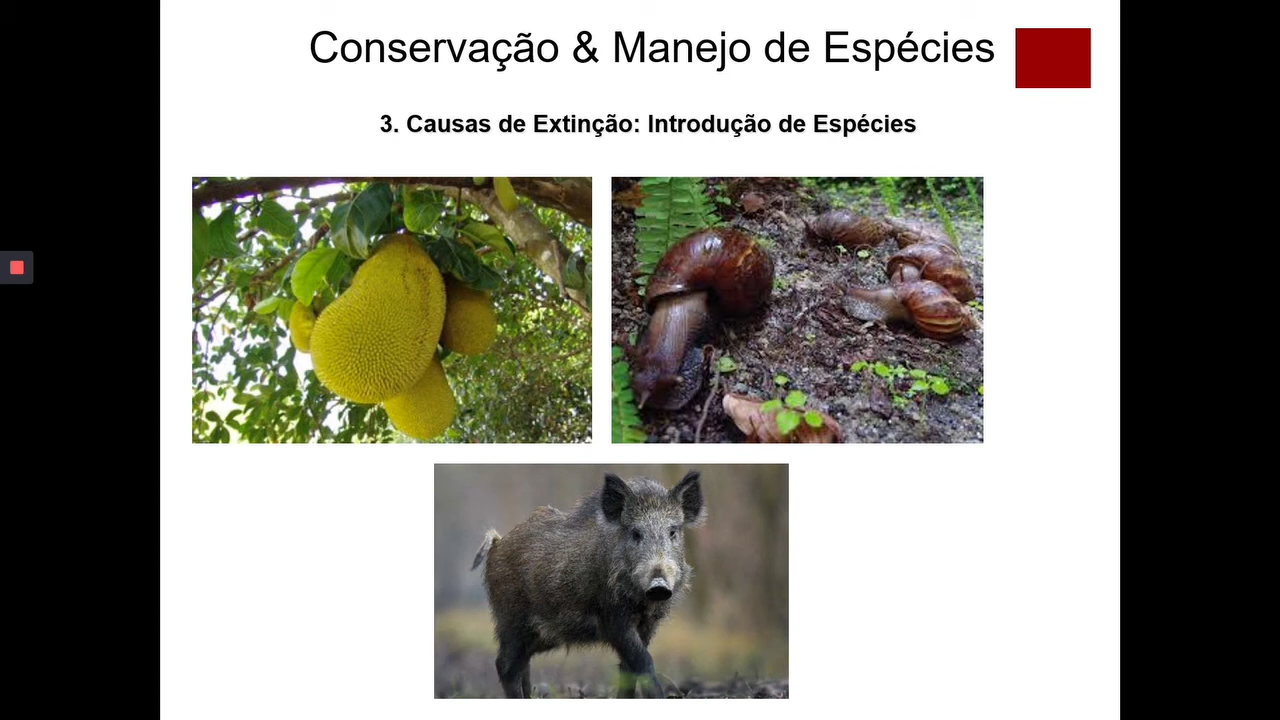 Conservação & Manejo de Espécies
3. Causas de Extinção: Introdução de Espécies